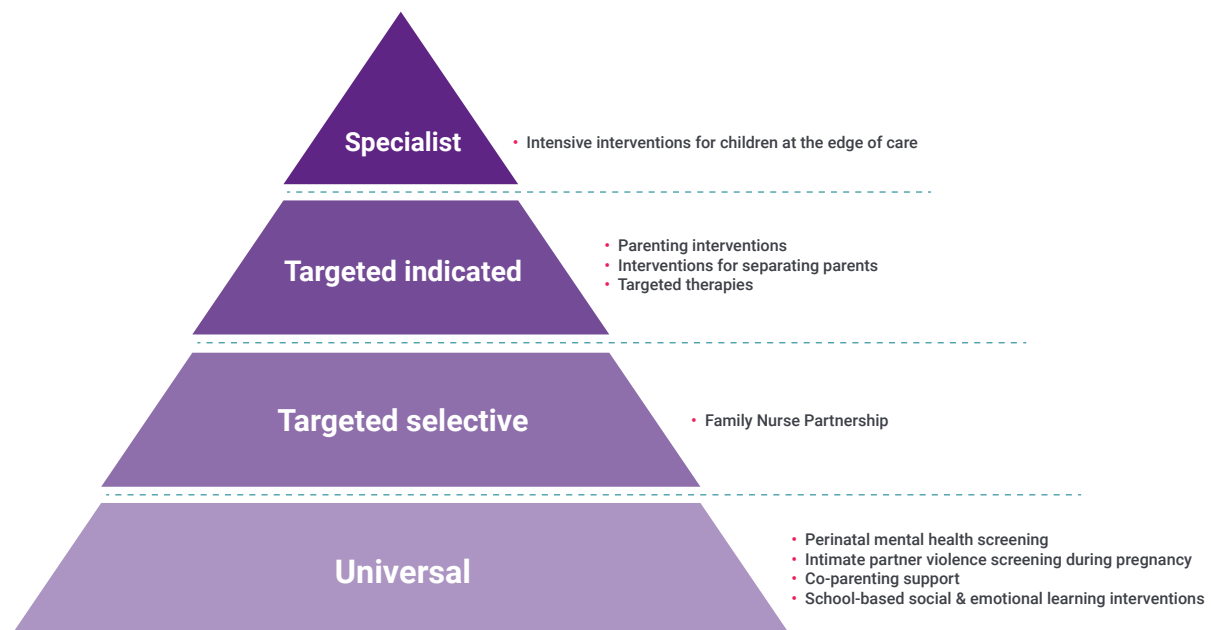 Specialist
• Intensive interventions for children at the edge of care
Targeted indicated
• Parenting interventions
• Interventions for separating parents
• Targeted therapies
Targeted selective
• Family Nurse Partnership
Universal
• Perinatal mental health screening
• Intimate partner violence screening during pregnancy
• Co-parenting support
• School-based social & emotional learning interventions